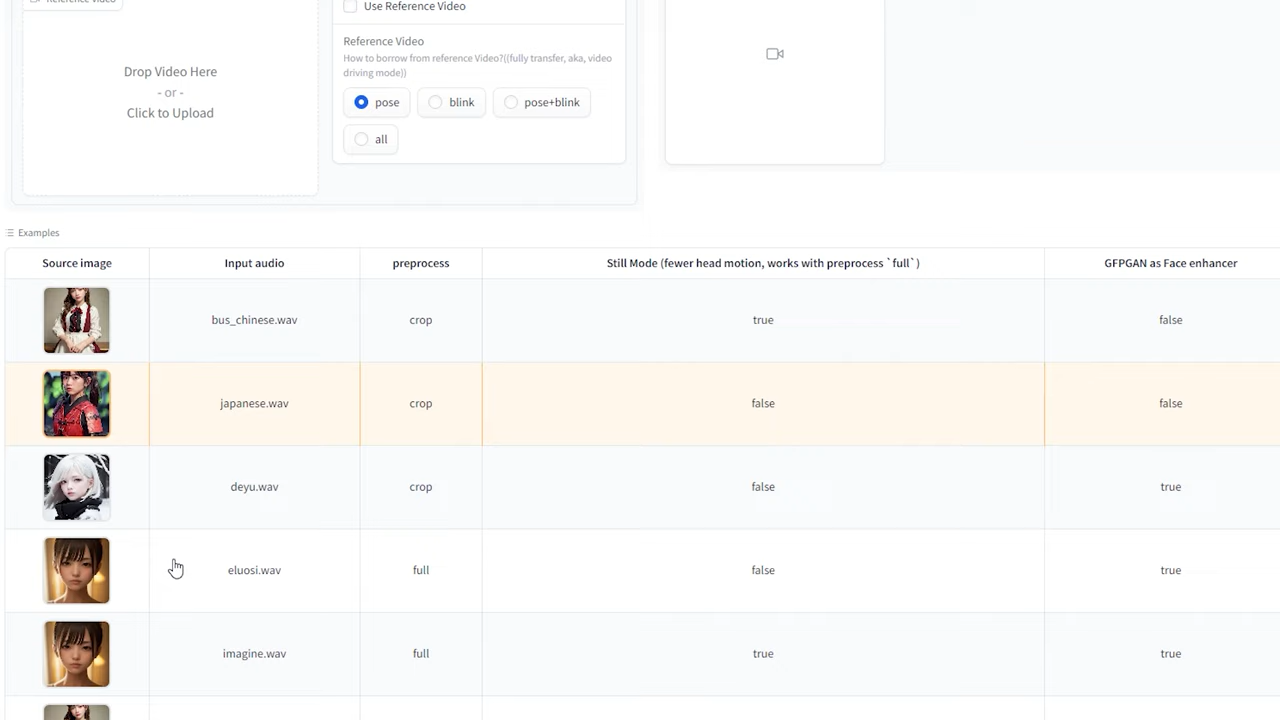 Reference Video
Use Reference Video
Drop Video Here
- or -
Click to Upload
Reference Video
How to borrow from reference Video?((fully transfer, aka, video
driving mode))
pose
blink
pose+blink
all
Examples
Source image
Input audio
preprocess
Still Mode (fewer head motion, works with preprocess `full`)
GFPGAN as Face enhancer
bus_chinese.wav
crop
true
false
japanese.wav
crop
false
false
deyu.wav
crop
false
true
eluosi.wav
full
false
true
imagine.wav
full
true
true